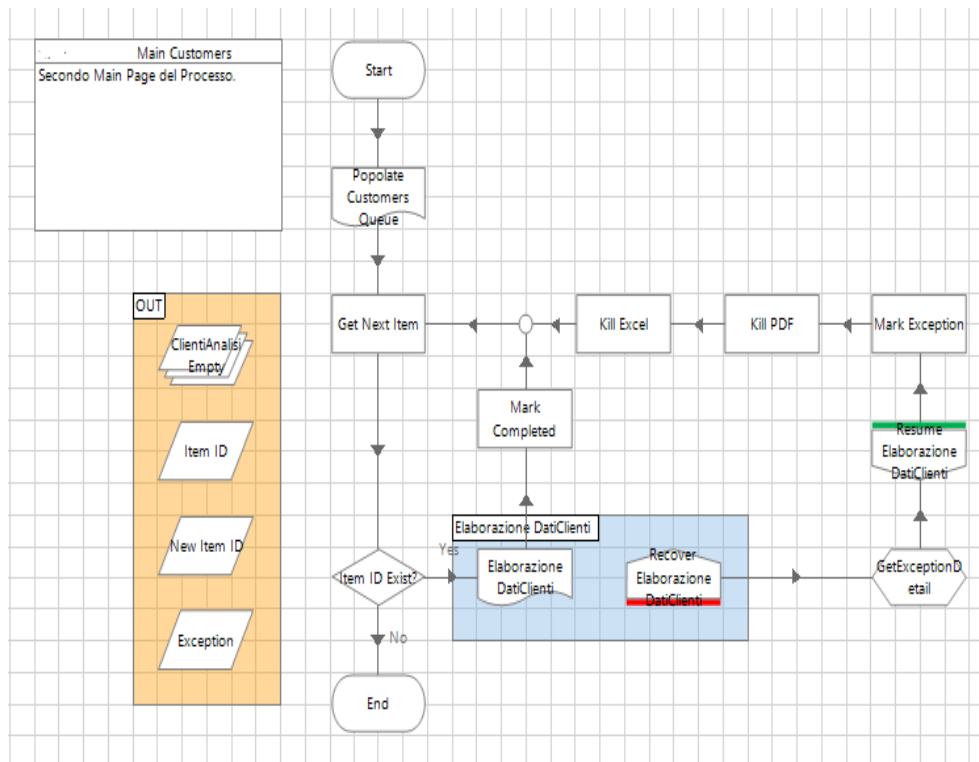 Main Customers
Secondo Main Page del Processo.
Start
Popolate
Customers
Queue
OUT
ClientiAnalisi
Empty
Item ID
New Item ID
Exception
Get Next Item
Kill Excel
Kill PDF
Mark Exception
Mark
Completed
Resume
Elaborazione
DatiClienti
Elaborazione DatiClienti
Yes
Item ID Exist?
Elaborazione
DatiClienti
Recover
Elaborazione
DatiClienti
GetExceptionD
etail
No
End